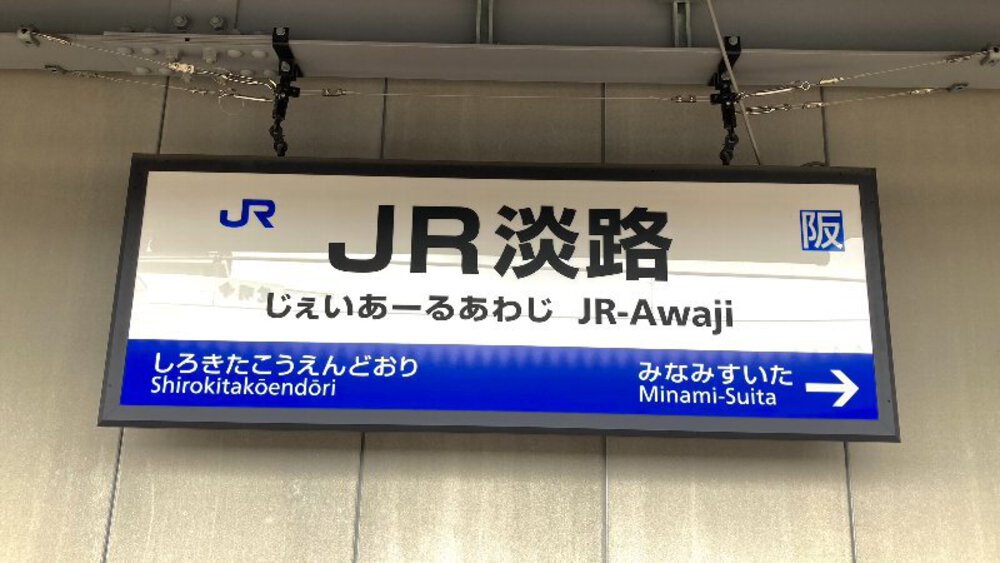 JR
JR淡路
阪
じぇいあーるあわじ JR-Awaji
しろきたこうえんどおり
Shirokitakōendōri
みなみすいた
Minami-Suita